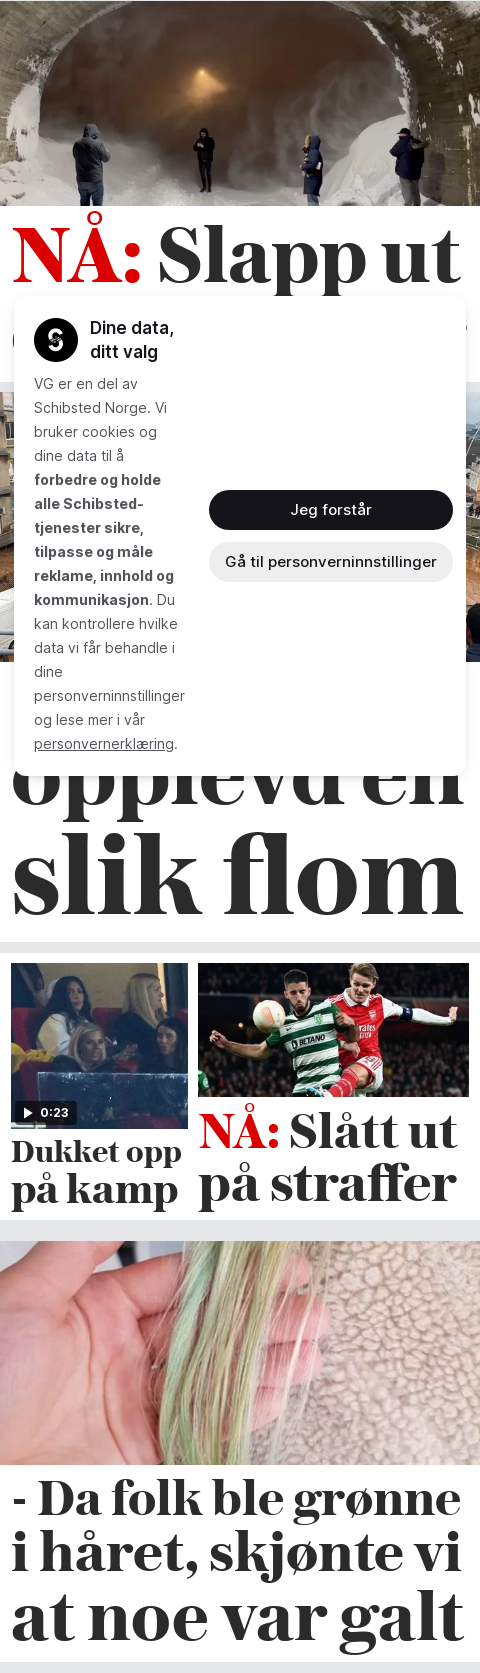 NÅ: Slapp ut
Dine data,
ditt valg
VG er en del av
Schibsted Norge. Vi
bruker cookies og
dine data til å
forbedre og holde
alle Schibsted-
tjenester sikre,
tilpasse og måle
reklame, innhold og
kommunikasjon. Du
kan kontrollere hvilke
data vi får behandle i
dine
personverninnstillinger
og lese mer i vår
personvernerklæring.
Jeg forstår
Gå til personverninnstillinger
opplevd en
slik flom
0:23
Dukket opp
på kamp
BETANO
NÅ: Slått ut
på straffer
- Da folk ble grønne
i håret, skjønte vi
at noe var galt